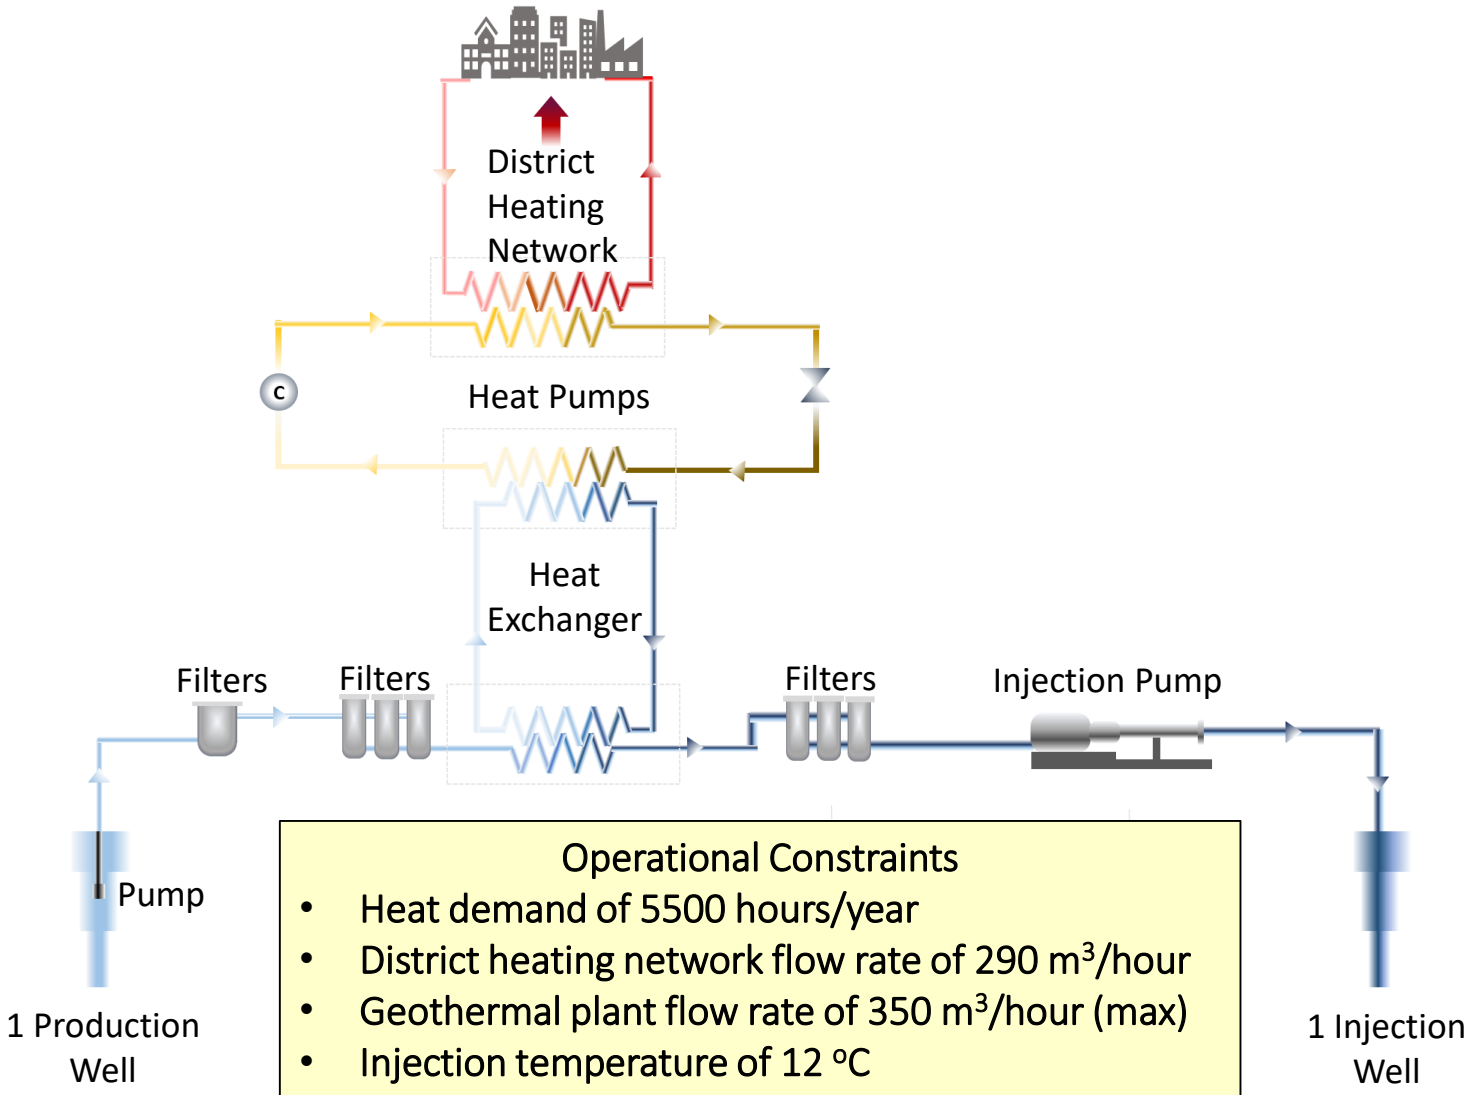 District
Heating
Network
C
Heat Pumps
Heat
Exchanger
Filters
Filters
Filters
Injection Pump
Pump
1 Production
Well
Operational Constraints
• Heat demand of 5500 hours/year
• District heating network flow rate of 290 m³/hour
• Geothermal plant flow rate of 350 m³/hour (max)
• Injection temperature of 12 ᵒC
1 Injection
Well